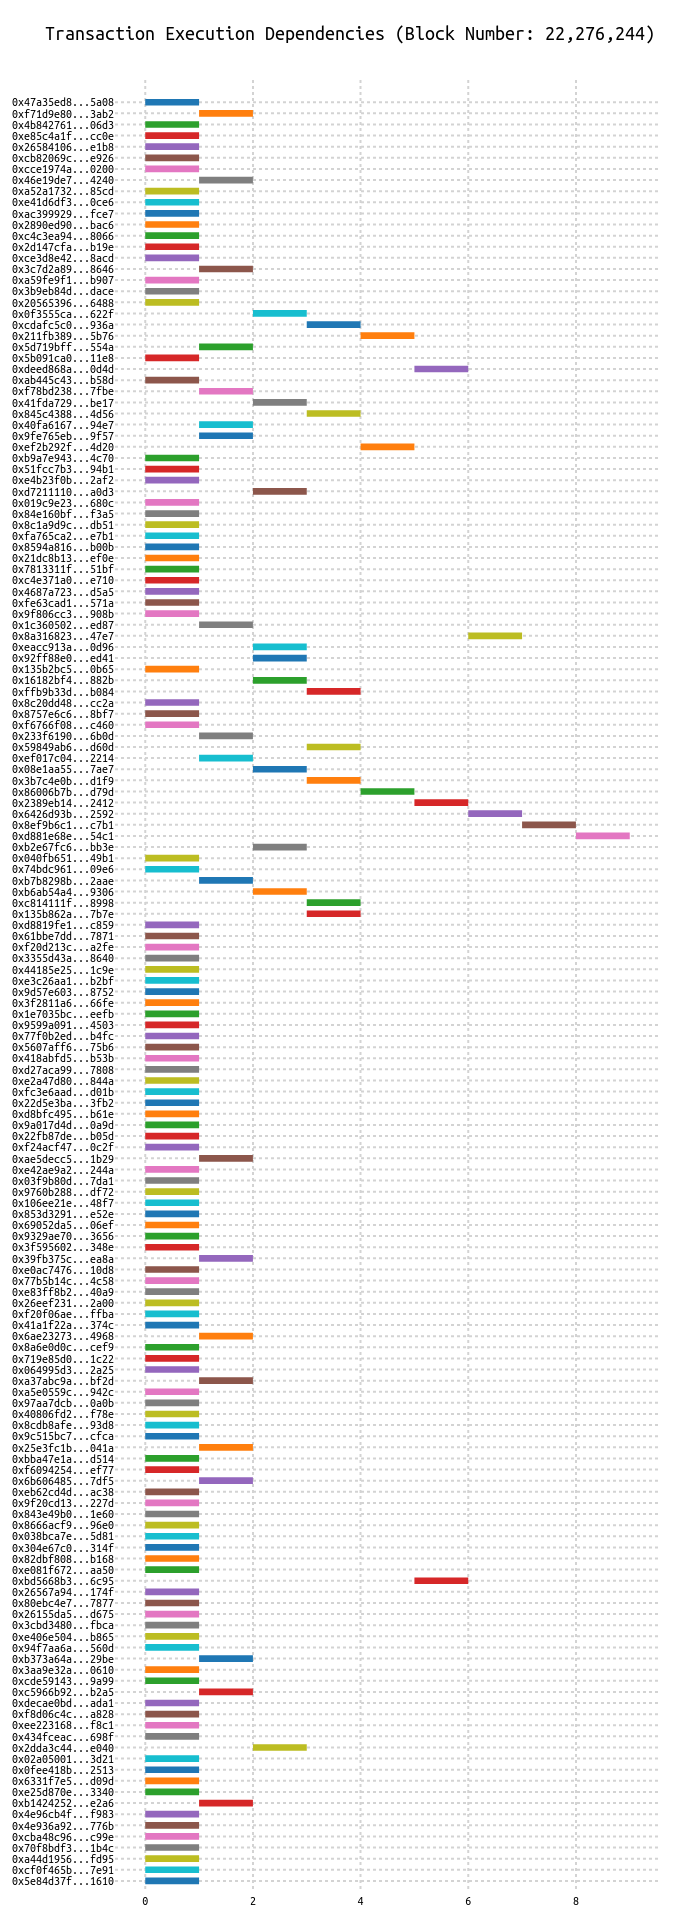 Transaction Execution Dependencies (Block Number: 22,276,244)
0x47a35ed8...5a08
0xf71d9e80...3ab2
0x4b842761...06d3
0xe85c4a1f...cc0e
0x26584106...e1b8
0xcb82069c...e926
0xcce1974a...0200
0x46e19de7...4240
0xa52a1732...85cd
0xe41d6df3...0ce6
0xac399929...fce7
0x2890ed90...bac6
0xc4c3ea94...8066
0x2d147cfa...b19e
0xce3d8e42...8acd
0x3c7d2a89...8646
0xa59fe9f1...b907
0x3b9eb84d...dace
0x20565396...6488
0x0f3555ca...622f
0xcdafc5c0...936a
0x211fb389...5b76
0x5d719bff...554a
0x5b091ca0...11e8
0xdeed868a...0d4d
0xab445c43...b58d
0xf78bd238...7fbe
0x41fda729...be17
0x845c4388...4d56
0x40fa6167...94e7
0x9fe765eb...9f57
0xef2b292f...4d20
0xb9a7e943...4c70
0x51fcc7b3...94b1
0xe4b23f0b...2af2
0xd7211110...a0d3
0x019c9e23...680c
0x84e160bf...f3a5
0x8c1a9d9c...db51
0xfa765ca2...e7b1
0x8594a816...b00b
0x21dc8b13...ef0e
0x7813311f...51bf
0xc4e371a0...e710
0x4687a723...d5a5
0xfe63cad1...571a
0x9f806cc3...908b
0x1c360502...ed87
0x8a316823...47e7
0xeacc913a...0d96
0x92ff88e0...ed41
0x135b2bc5...0b65
0x16182bf4...882b
0xffb9b33d...b084
0x8c20dd48...cc2a
0x8757e6c6...8bf7
0xf6766f08...c460
0x233f6190...6b0d
0x59849ab6...d60d
0xef017c04...2214
0x08e1aa55...7ae7
0x3b7c4e0b...d1f9
0x86006b7b...d79d
0x2389eb14...2412
0x6426d93b...2592
0x8ef9b6c1...c7b1
0xd881e68e...54c1
0xb2e67fc6...bb3e
0x040fb651...49b1
0x74bdc961...09e6
0xb7b8298b...2aae
0xb6ab54a4...9306
0xc814111f...8998
0x135b862a...7b7e
0xd8819fe1...c859
0x61bbe7dd...7871
0xf20d213c...a2fe
0x3355d43a...8640
0x44185e25...1c9e
0xe3c26aa1...b2bf
0x9d57e603...8752
0x3f2811a6...66fe
0x1e7035bc...eefb
0x9599a091...4503
0x77f0b2ed...b4fc
0x5607aff6...75b6
0x418abfd5...b53b
0xd27aca99...7808
0xe2a47d80...844a
0xfc3e6aad...d01b
0x22d5e3ba...3fb2
0xd8bfc495...b61e
0x9a017d4d...0a9d
0x22fb87de...b05d
0xf24acf47...0c2f
0xae5decc5...1b29
0xe42ae9a2...244a
0x03f9b80d...7da1
0x9760b288...df72
0x106ee21e...48f7
0x853d3291...e52e
0x69052da5...06ef
0x9329ae70...3656
0x3f595602...348e
0x39fb375c...ea8a
0xe0ac7476...10d8
0x77b5b14c...4c58
0xe83ff8b2...40a9
0x26eef231...2a00
0xf20f06ae...ffba
0x41a1f22a...374c
0x6ae23273...4968
0x8a6e0d0c...cef9
0x719e85d0...1c22
0x064995d3...2a25
0xa37abc9a...bf2d
0xa5e0559c...942c
0x97aa7dcb...0a0b
0x40806fd2...f78e
0x8cdb8afe...93d8
0x9c515bc7...cfca
0x25e3fc1b...041a
0xbba47e1a...d514
0xf6094254...ef77
0x6b606485...7df5
0xeb62cd4d...ac38
0x9f20cd13...227d
0x843e49b0...1e60
0x8666acf9...96e0
0x038bca7e...5d81
0x304e67c0...314f
0x82dbf808...b168
0xe081f672...aa50
0xbd5668b3...6c95
0x26567a94...174f
0x80ebc4e7...7877
0x26155da5...d675
0x3cbd3480...fbca
0xe406e504...b865
0x94f7aa6a...560d
0xb373a64a...29be
0x3aa9e32a...0610
0xcde59143...9a99
0xc5966b92...b2a5
0xdecae0bd...ada1
0xf8d06c4c...a828
0xee223168...f8c1
0x434fceac...698f
0x2dda3c44...e040
0x02a05001...3d21
0x0fee418b...2513
0x6331f7e5...d09d
0xe25d870e...3340
0xb1424252...e2a6
0x4e96cb4f...f983
0x4e936a92...776b
0xcba48c96...c99e
0x70f8bdf3...1b4c
0xa44d1956...fd95
0xcf0f465b...7e91
0x5e84d37f...1610
0 2 4 6 8